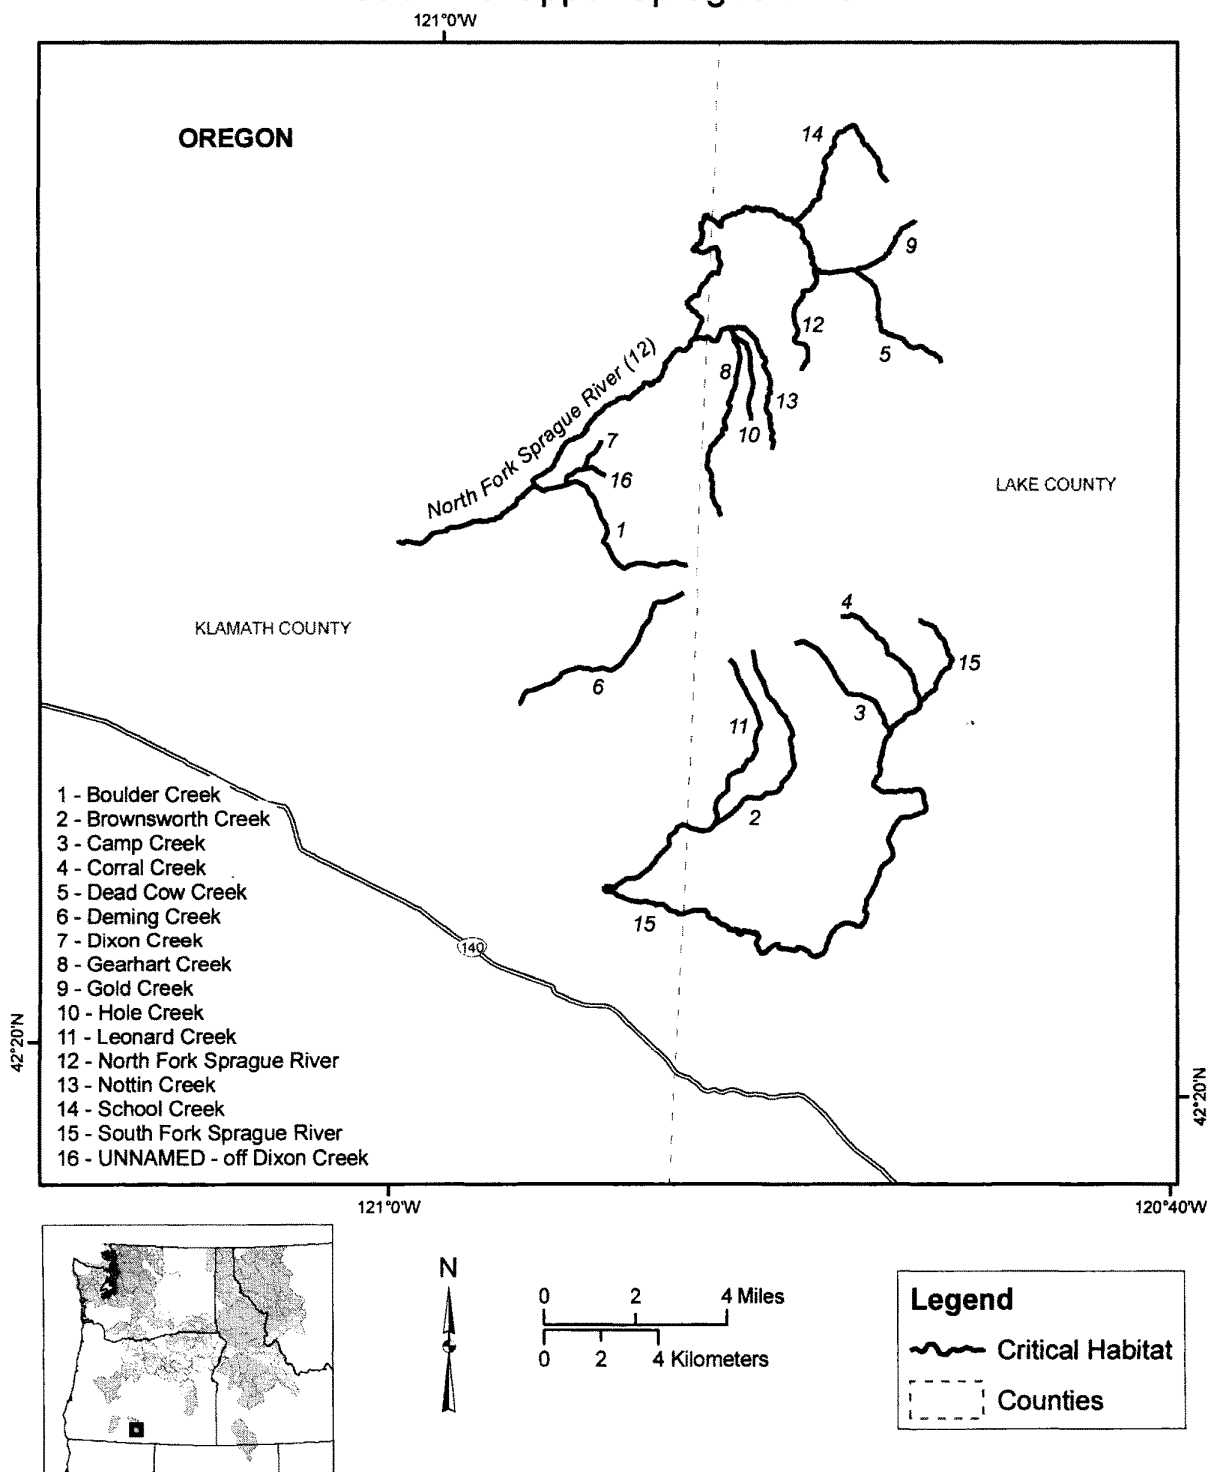 121°0'W
OREGON
14
9
12
5
8
13
10
North Fork Sprague River (12)
7
16
1
LAKE COUNTY
KLAMATH COUNTY
4
15
6
3
11
2
15
1 - Boulder Creek
2 - Brownsworth Creek
3 - Camp Creek
4 - Corral Creek
5 - Dead Cow Creek
6 - Deming Creek
7 - Dixon Creek
8 - Gearhart Creek
9 - Gold Creek
10 - Hole Creek
11 - Leonard Creek
12 - North Fork Sprague River
13 - Nottin Creek
14 - School Creek
15 - South Fork Sprague River
16 - UNNAMED - off Dixon Creek
140
42°20'N
42°20'N
121°0'W
120°40'W
N
0 2 4 Miles
0 2 4 Kilometers
Legend
Critical Habitat
Counties